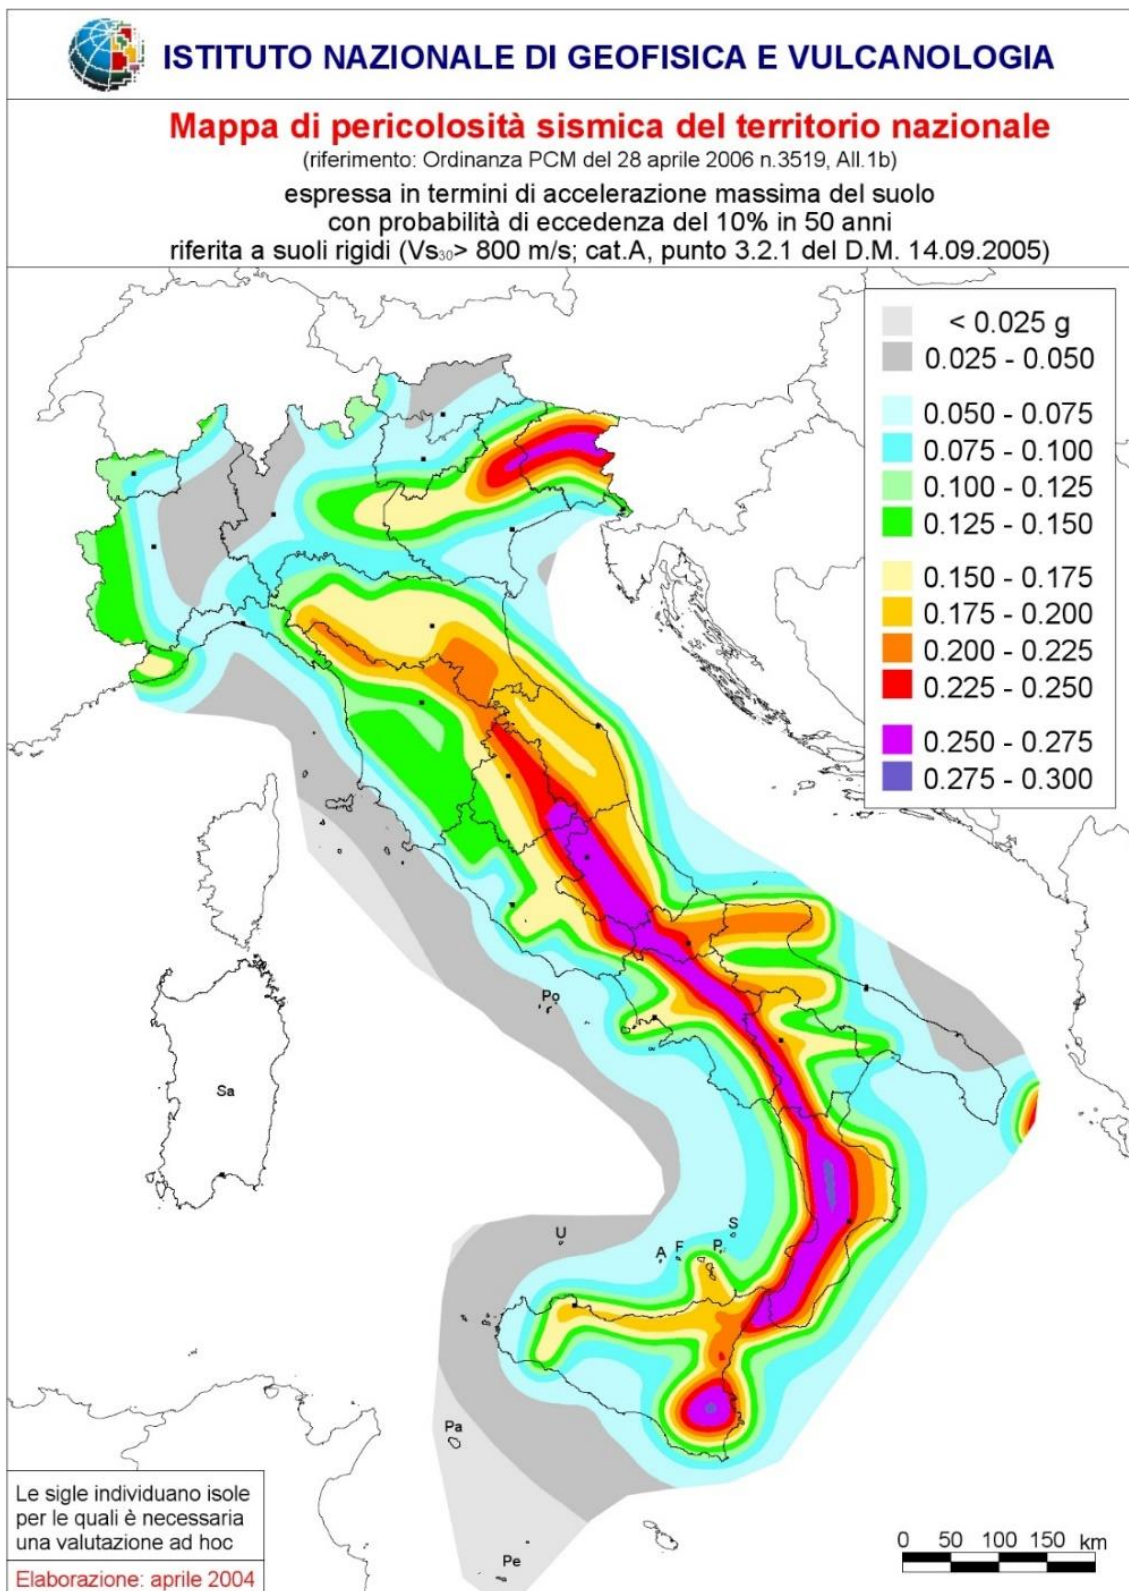 ISTITUTO NAZIONALE DI GEOFISICA E VULCANOLOGIA
Mappa di pericolosità sismica del territorio nazionale
(riferimento: Ordinanza PCM del 28 aprile 2006 n.3519, All.1b)
espressa in termini di accelerazione massima del suolo
con probabilità di eccedenza del 10% in 50 anni
riferita a suoli rigidi (Vs30> 800 m/s; cat.A, punto 3.2.1 del D.M. 14.09.2005)
< 0.025 g
0.025 - 0.050
0.050 - 0.075
0.075 - 0.100
0.100 - 0.125
0.125 - 0.150
0.150 - 0.175
0.175 - 0.200
0.200 - 0.225
0.225 - 0.250
0.250 - 0.275
0.275 - 0.300
Po
Sa
S
U
A F P
Pa
Pe
Le sigle individuano isole
per le quali è necessaria
una valutazione ad hoc
Elaborazione: aprile 2004
0 50 100 150 km